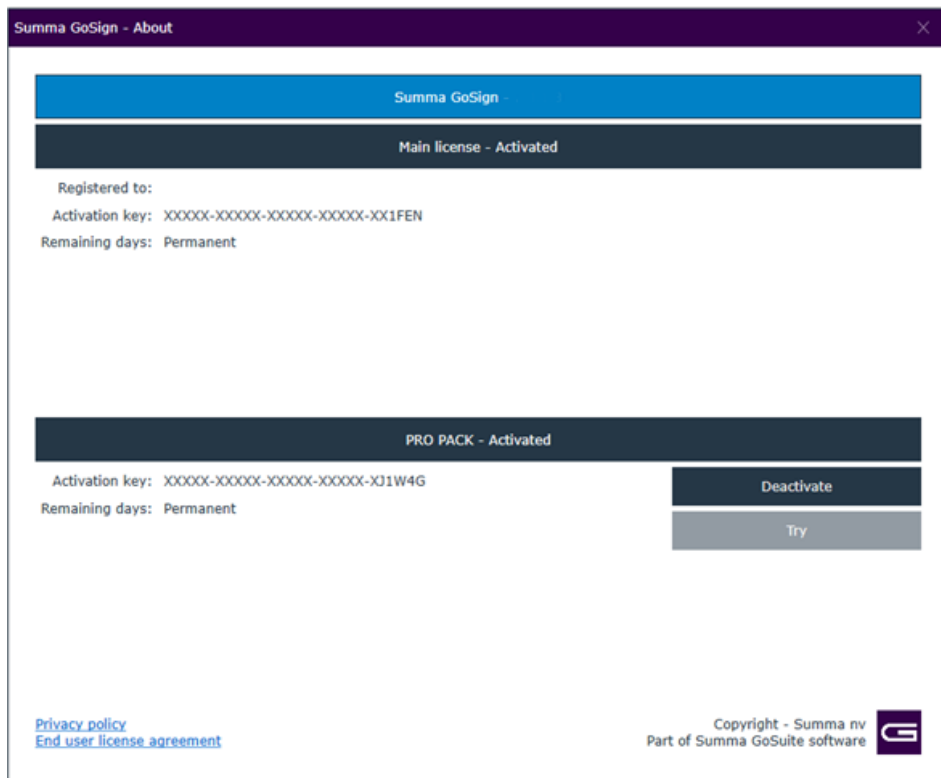 Summa GoSign - About
Summa GoSign -
Main license - Activated
Registered to:
Activation key: XXXXX-XXXXX-XXXXX-XXXXX-XX1FEN
Remaining days: Permanent
PRO PACK - Activated
Activation key: XXXXX-XXXXX-XXXXX-XXXXX-XJ1W4G
Deactivate
Remaining days: Permanent
Try
Privacy policy
End user license agreement
Copyright - Summa nv
Part of Summa GoSuite software